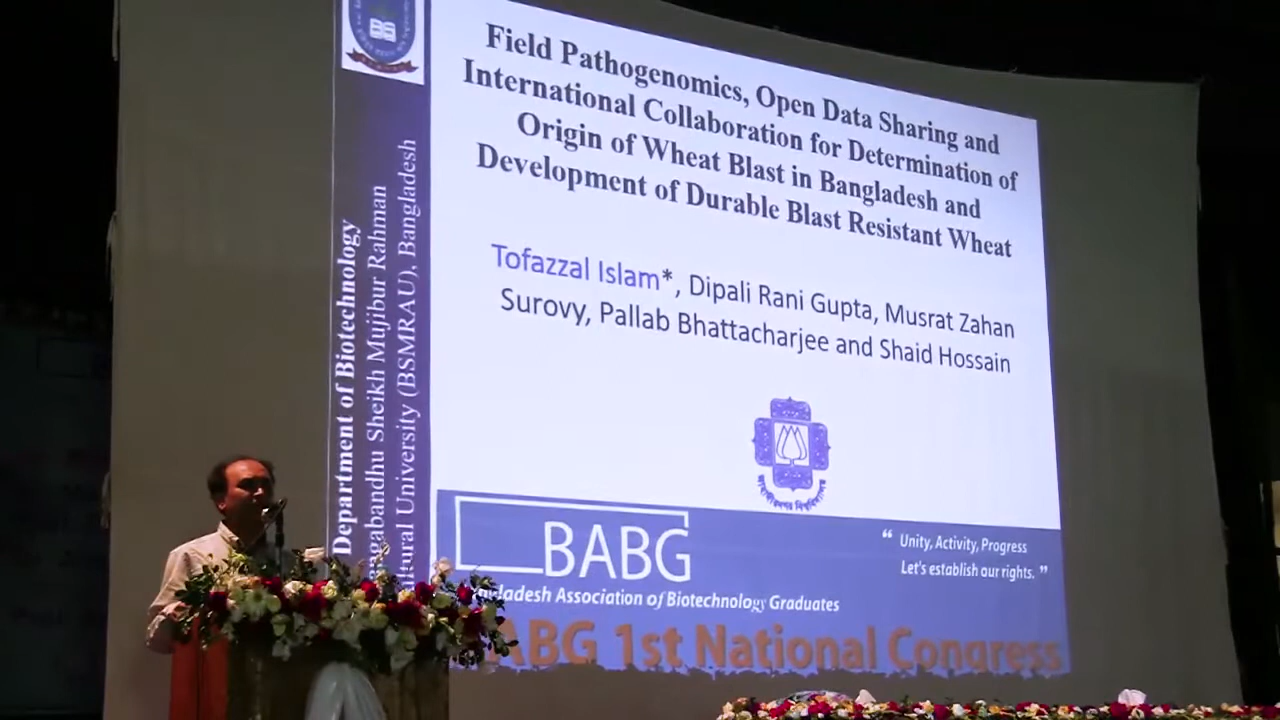 Field Pathogenomics, Open Data Sharing and
International Collaboration for Determination of
Origin of Wheat Blast in Bangladesh and
Development of Durable Blast Resistant Wheat
Tofazzal Islam*, Dipali Rani Gupta, Musrat Zahan
Surovy, Pallab Bhattacharjee and Shaid Hossain
Department of Biotechnology
Sheikh Mujibur Rahman
University (BSMRAU), Bangladesh
BABG
“ Unity, Activity, Progress
Let's establish our rights. ”
Association of Biotechnology Graduates
1st National Congress